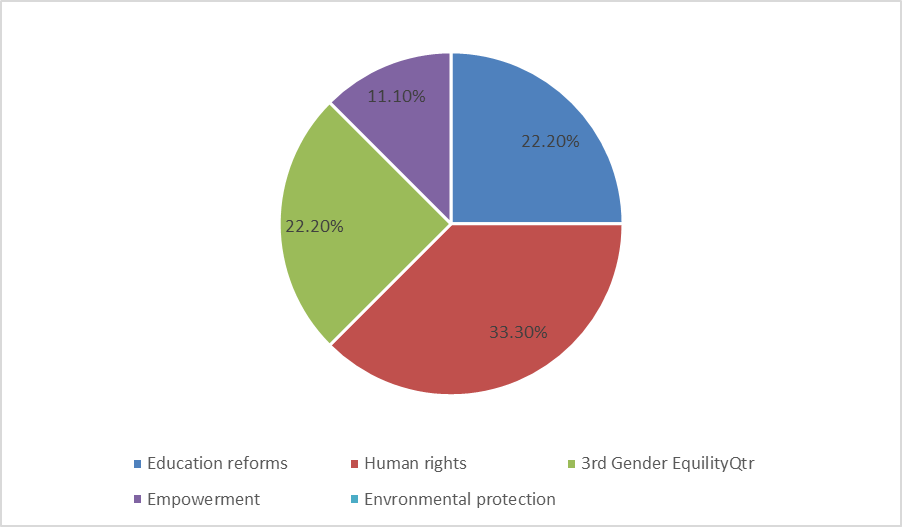 11.10%
22.20%
22.20%
33.30%
Education reforms
Human rights
3rd Gender EquilityQtr
Empowerment
Envronmental protection